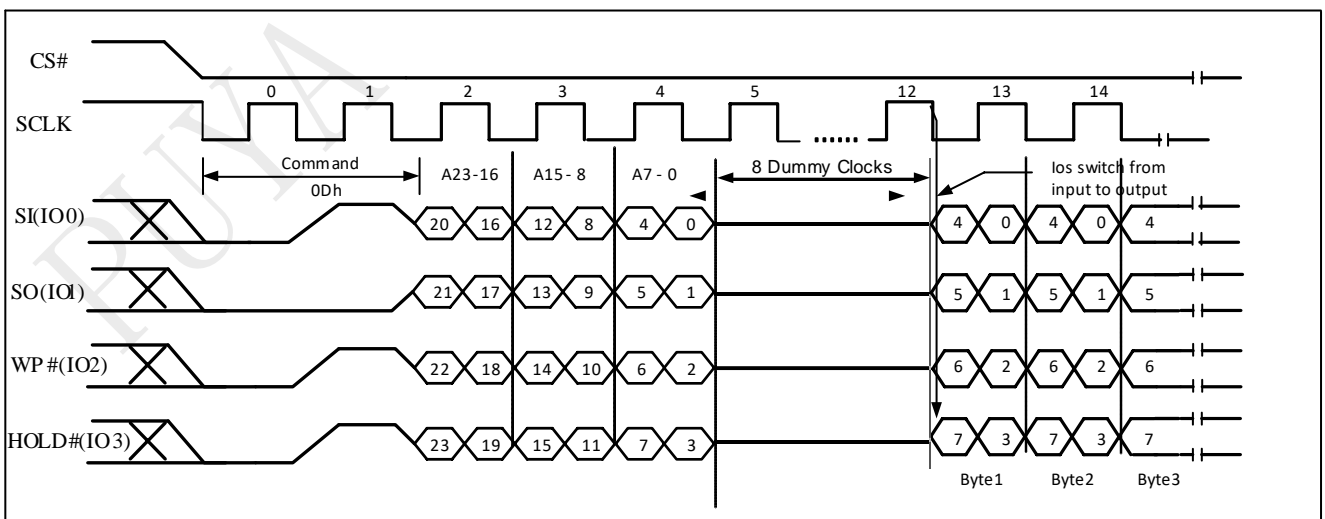 PUYA
CS#
0 1 2 3 4 5 12 13 14
SCLK
Command A23-16 A15-8 A7-0 8 Dummy Clocks Ios switch from
0Dh input to output
SI(IO0) 20 16 12 8 4 0 4 0 4 0 4
SO(IO1) 21 17 13 9 5 1 5 1 5 1 5
WP#(IO2) 22 18 14 10 6 2 6 2 6 2 6
HOLD#(IO3) 23 19 15 11 7 3 7 3 7 3 7
Byte1 Byte2 Byte3